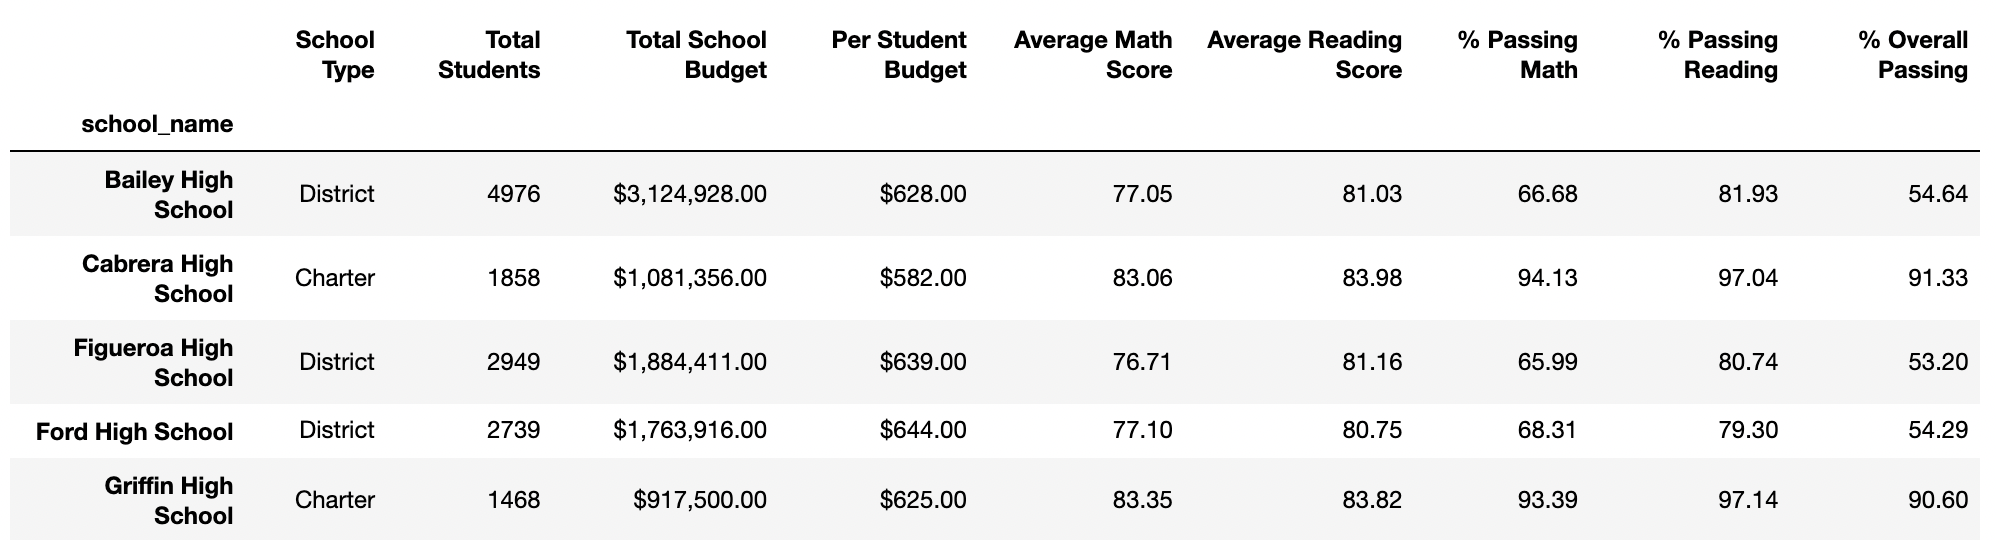 School Type Total Students Total School Budget Per Student Budget Average Math Score Average Reading Score % Passing Math % Passing Reading % Overall Passing
school_name
Bailey High School District 4976 $3,124,928.00 $628.00 77.05 81.03 66.68 81.93 54.64
Cabrera High School Charter 1858 $1,081,356.00 $582.00 83.06 83.98 94.13 97.04 91.33
Figueroa High School District 2949 $1,884,411.00 $639.00 76.71 81.16 65.99 80.74 53.20
Ford High School District 2739 $1,763,916.00 $644.00 77.10 80.75 68.31 79.30 54.29
Griffin High School Charter 1468 $917,500.00 $625.00 83.35 83.82 93.39 97.14 90.60